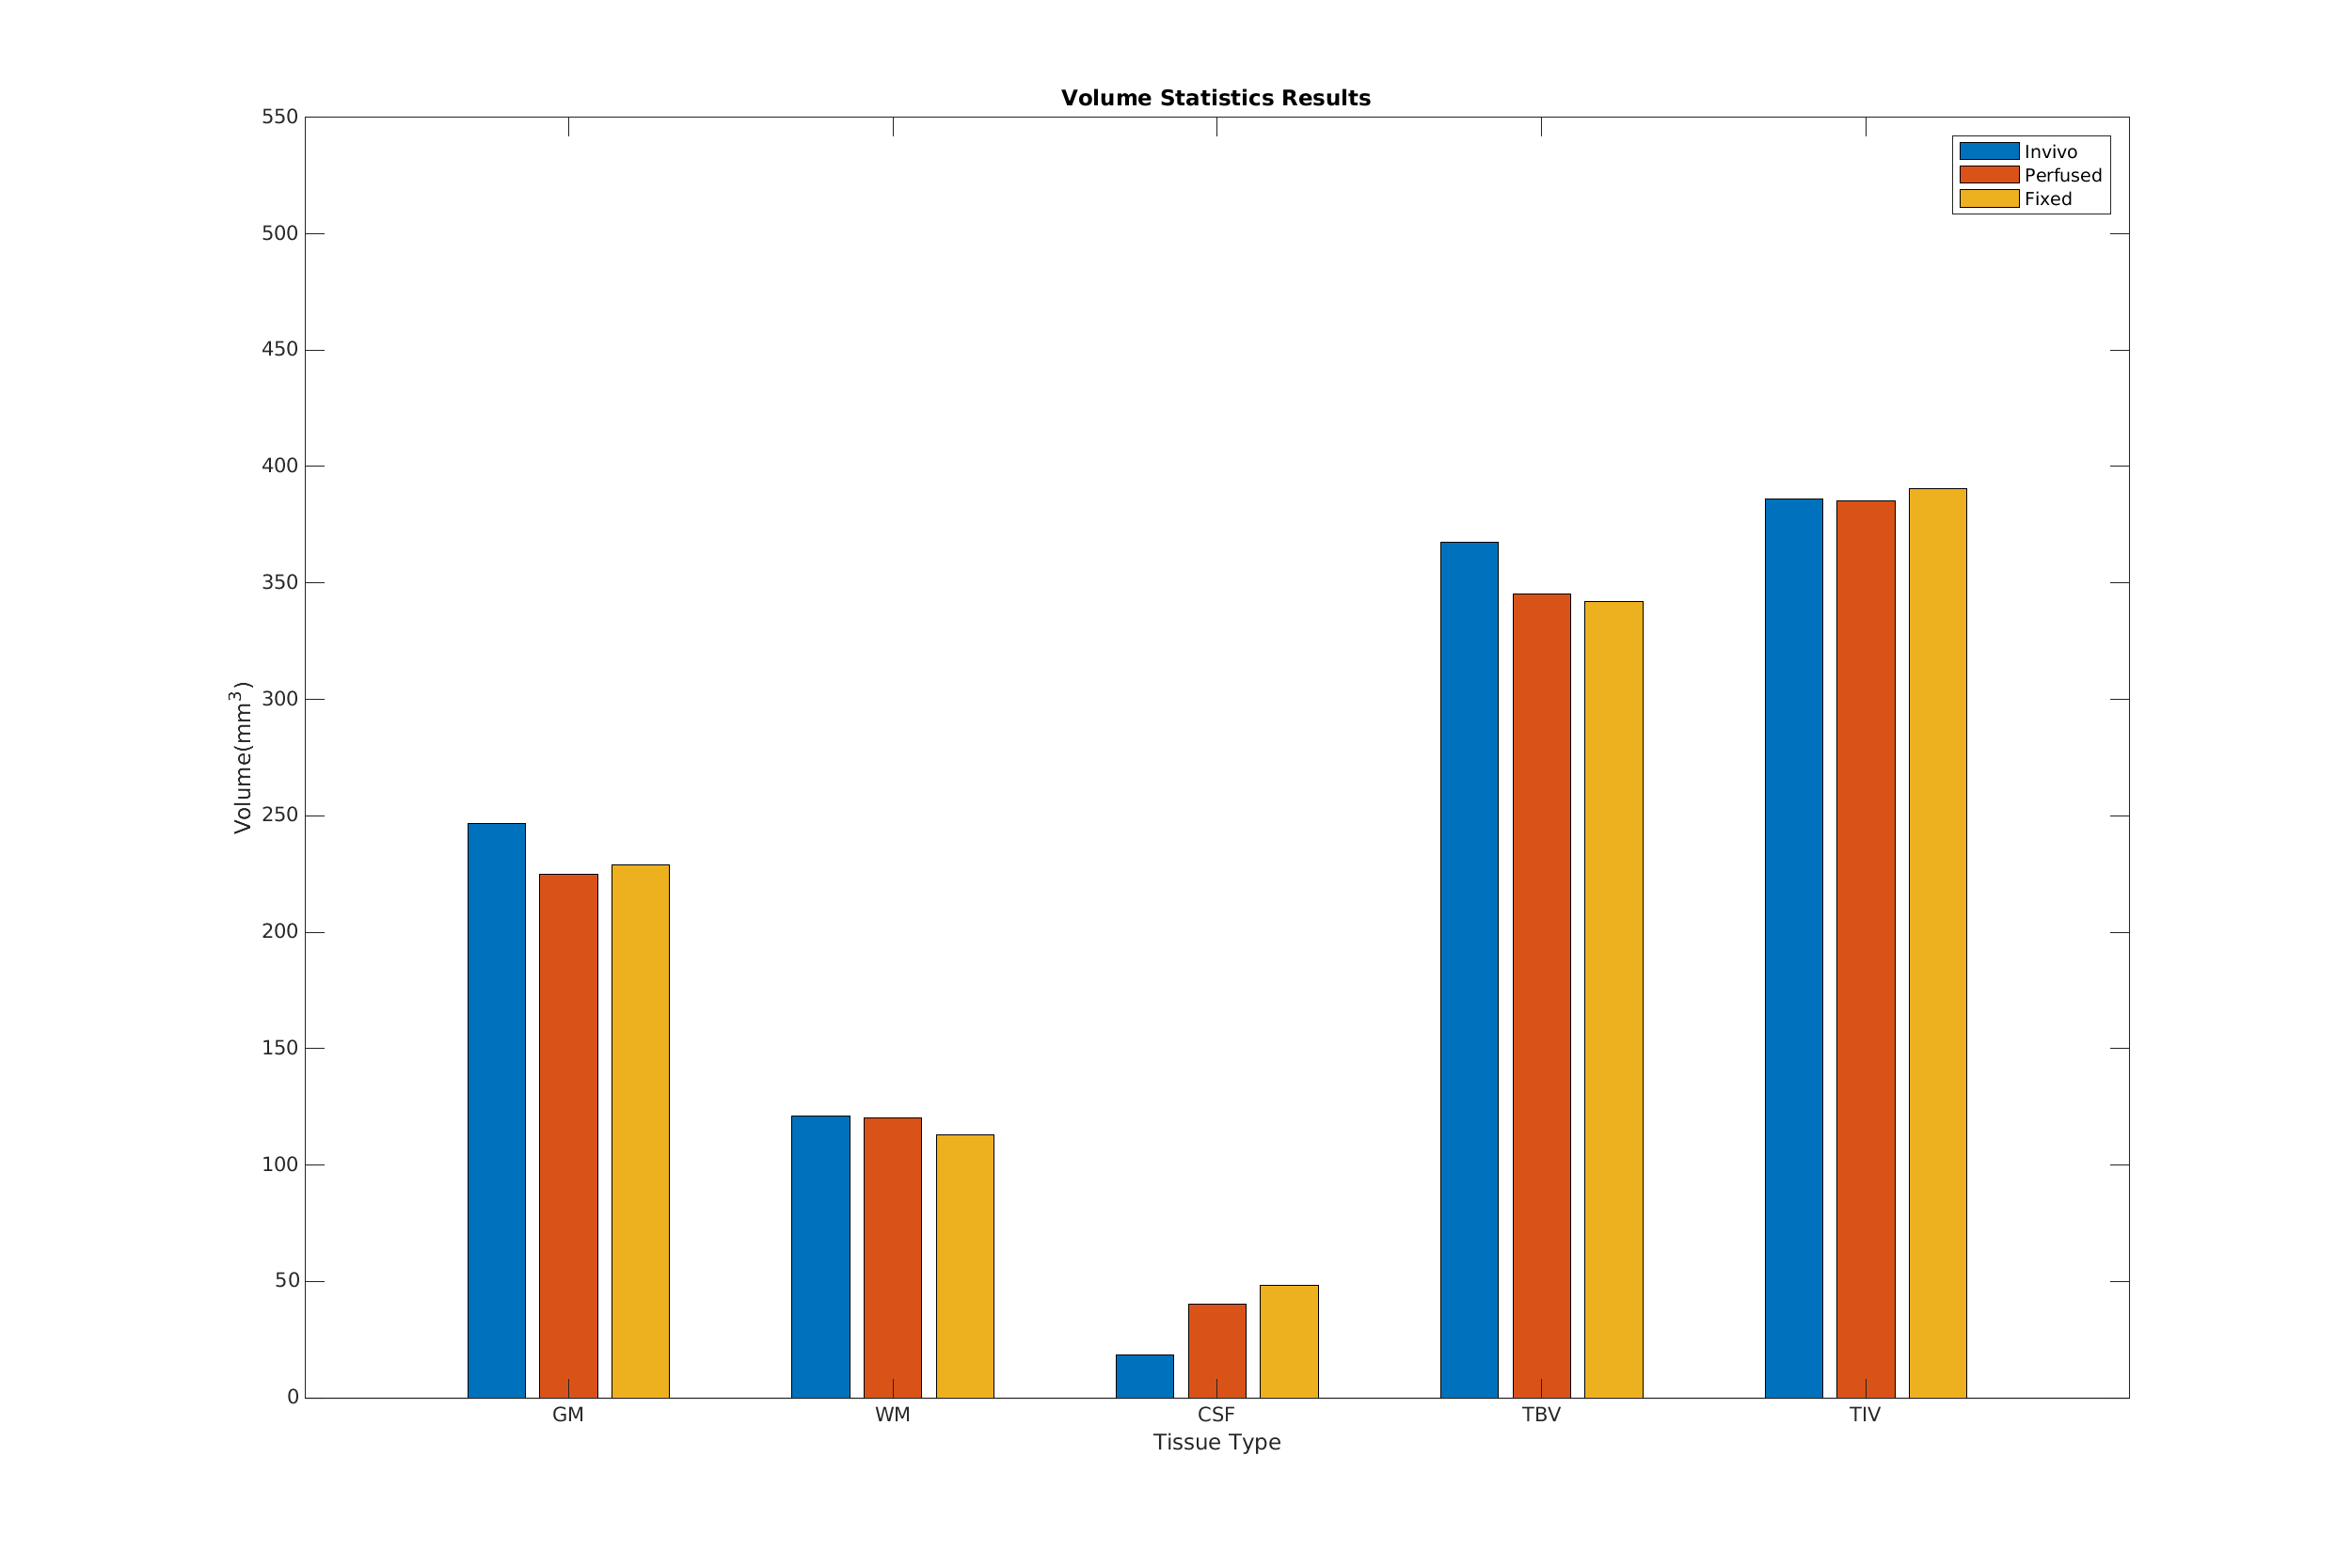 Volume Statistics Results
550
500
450
400
350
300
250
200
150
100
50
0
Volume(mm³)
Invivo
Perfused
Fixed
GM WM CSF TBV TIV
Tissue Type